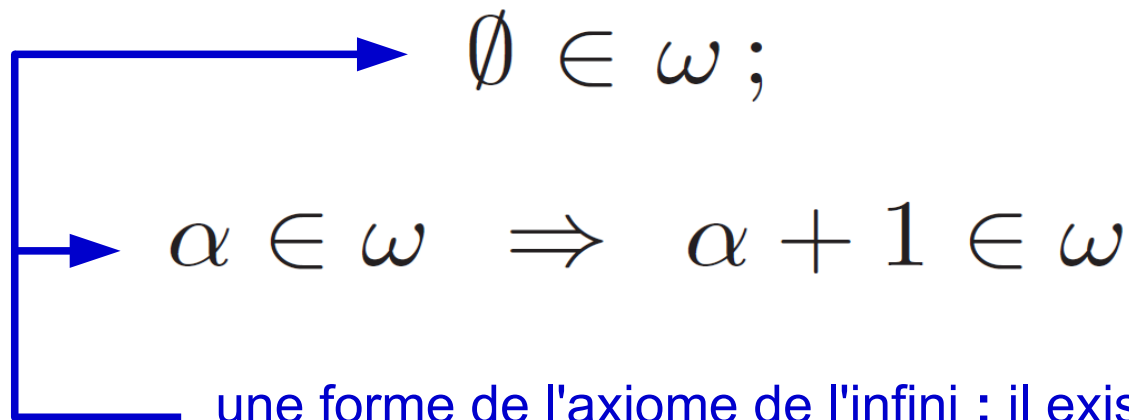 ∅ ∈ ω ;
α ∈ ω ⇒ α + 1 ∈ ω
une forme de l'axiome de l'infini : il